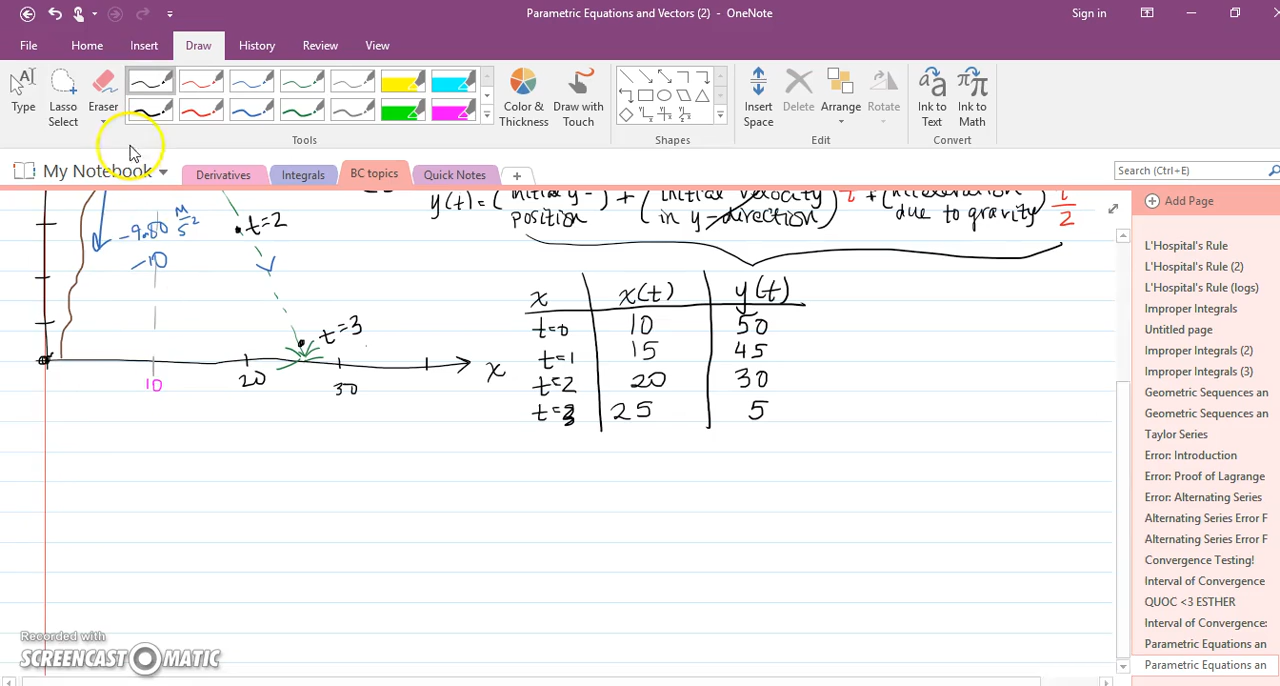 Parametric Equations and Vectors (2) - OneNote
Sign in
File Home Insert Draw History Review View
Type
Lasso Select
Eraser
Color & Thickness
Draw with Touch
Insert Space
Delete
Arrange
Rotate
Ink to Text
Ink to Math
Tools
Shapes
Edit
Convert
My Notebook
Derivatives
Integrals
BC topics
Quick Notes
Search (Ctrl+E)
Add Page
y(t)=(initial y-position) + (initial velocity in y-direction) t + (acceleration due to gravity) t/2
-9.80 M/S2
-10
t=2
t=3
10
20
30
x
x x(t) y(t)
t=0 10 50
t=1 15 45
t=2 20 30
t=3 25 5
L'Hospital's Rule
L'Hospital's Rule (2)
L'Hospital's Rule (logs)
Improper Integrals
Untitled page
Improper Integrals (2)
Improper Integrals (3)
Geometric Sequences an
Geometric Sequences an
Taylor Series
Error: Introduction
Error: Proof of Lagrange
Error: Alternating Series
Alternating Series Error F
Alternating Series Error F
Convergence Testing!
Interval of Convergence
QUOC <3 ESTHER
Interval of Convergence:
Parametric Equations an
Parametric Equations an
Recorded with
SCREENCAST O MATIC